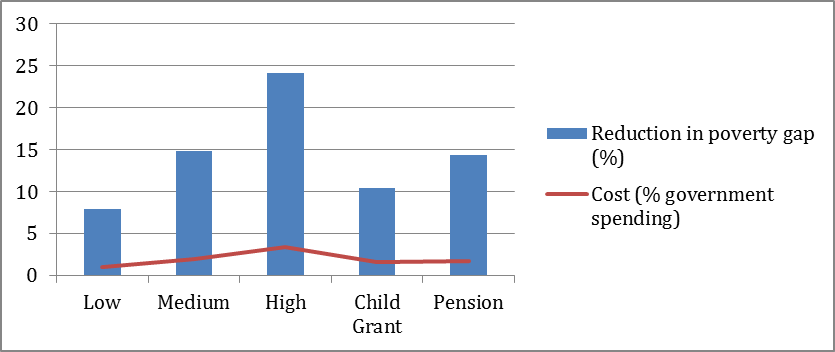 30
25
20
15
10
5
0
Low
Medium
High
Child
Grant
Pension
Reduction in poverty gap
(%)
Cost (% government
spending)